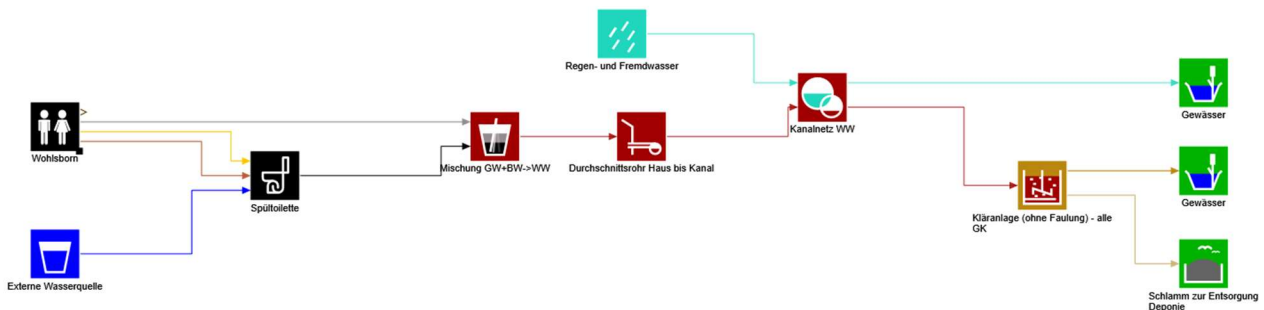 Regen- und Fremdwasser
Gewässer
Kanalnetz WW
Wohlsborn
Mischung GW+BW->WW
Durchschnittsrohr Haus bis Kanal
Spültoilette
Gewässer
Kläranlage (ohne Faulung) - alle
GK
Externe Wasserquelle
Schlamm zur Entsorgung
Deponie